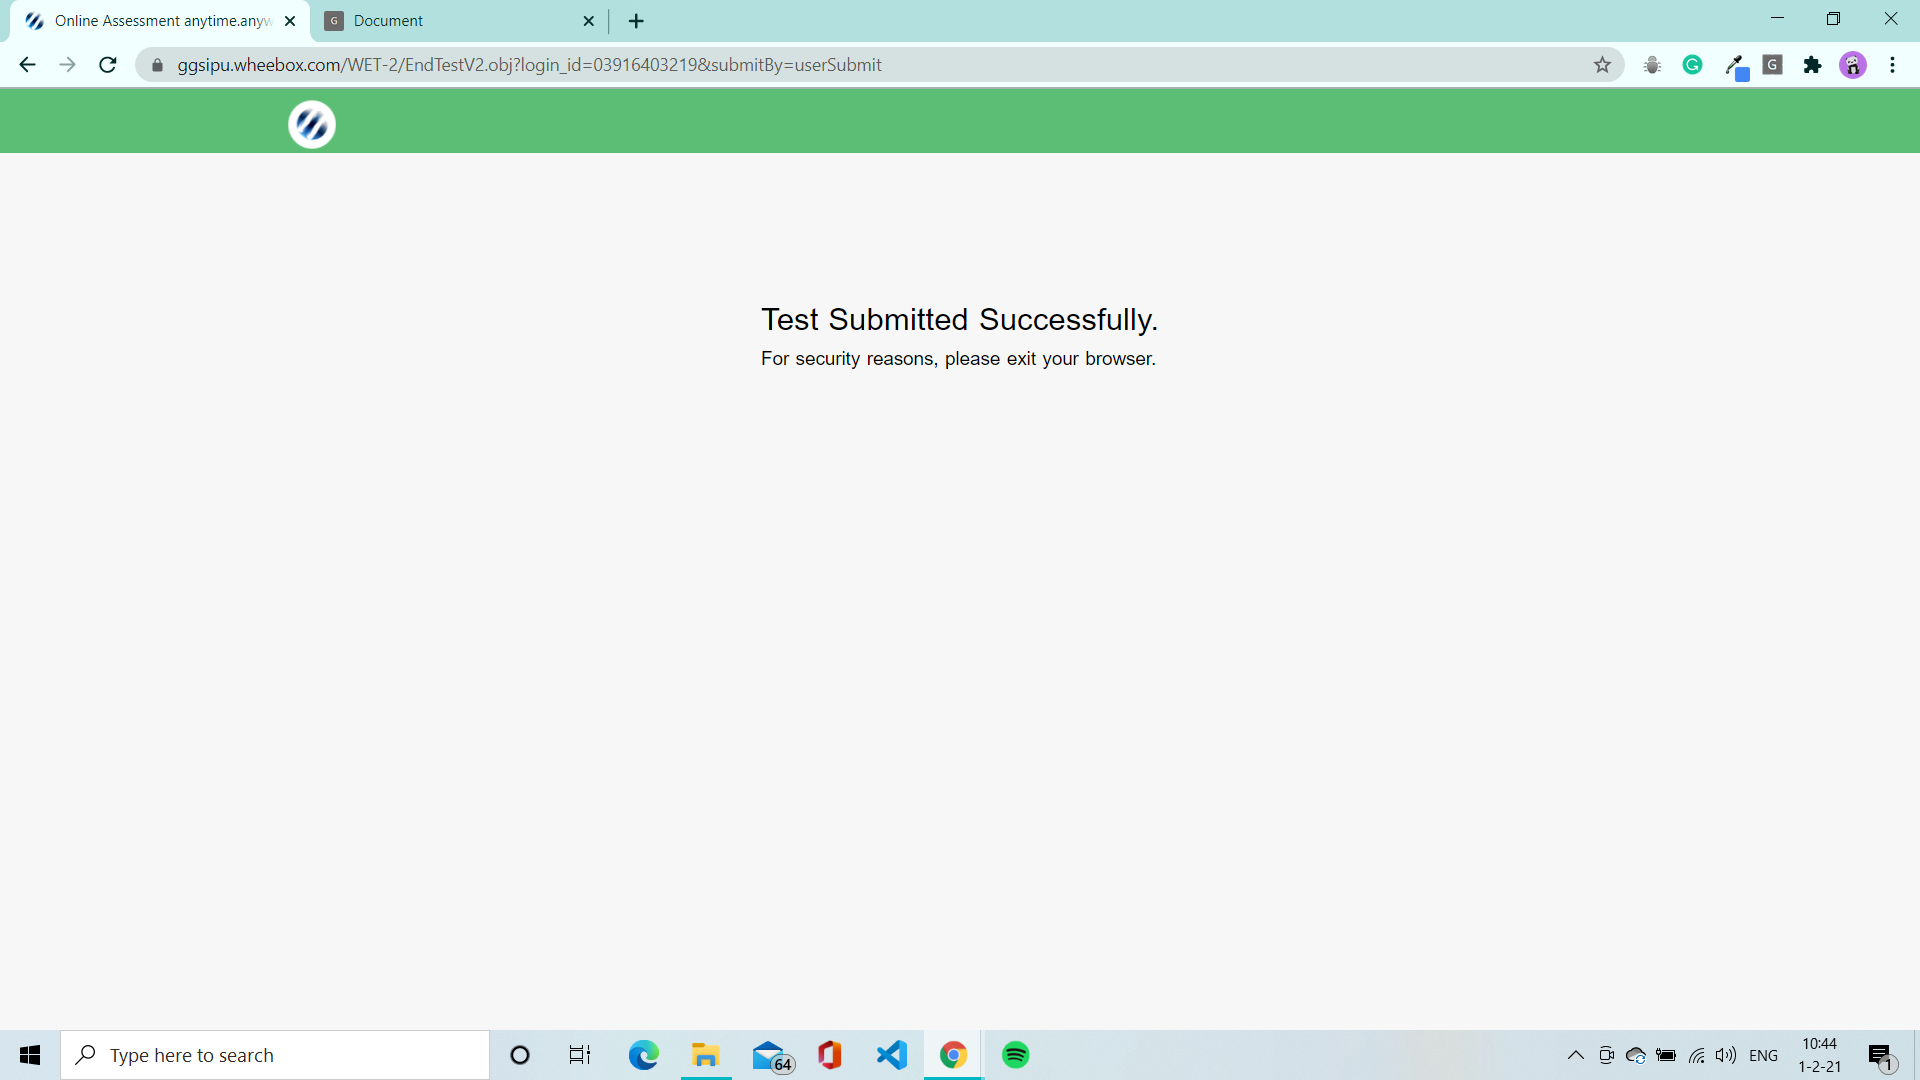 Online Assessment anytime.anyw
G
Document
ggsipu.wheebox.com/WET-2/EndTestV2.obj?login_id=03916403219&submitBy=userSubmit
G
G
Test Submitted Successfully.
For security reasons, please exit your browser.
Type here to search
64
ENG
10:44
1-2-21
1